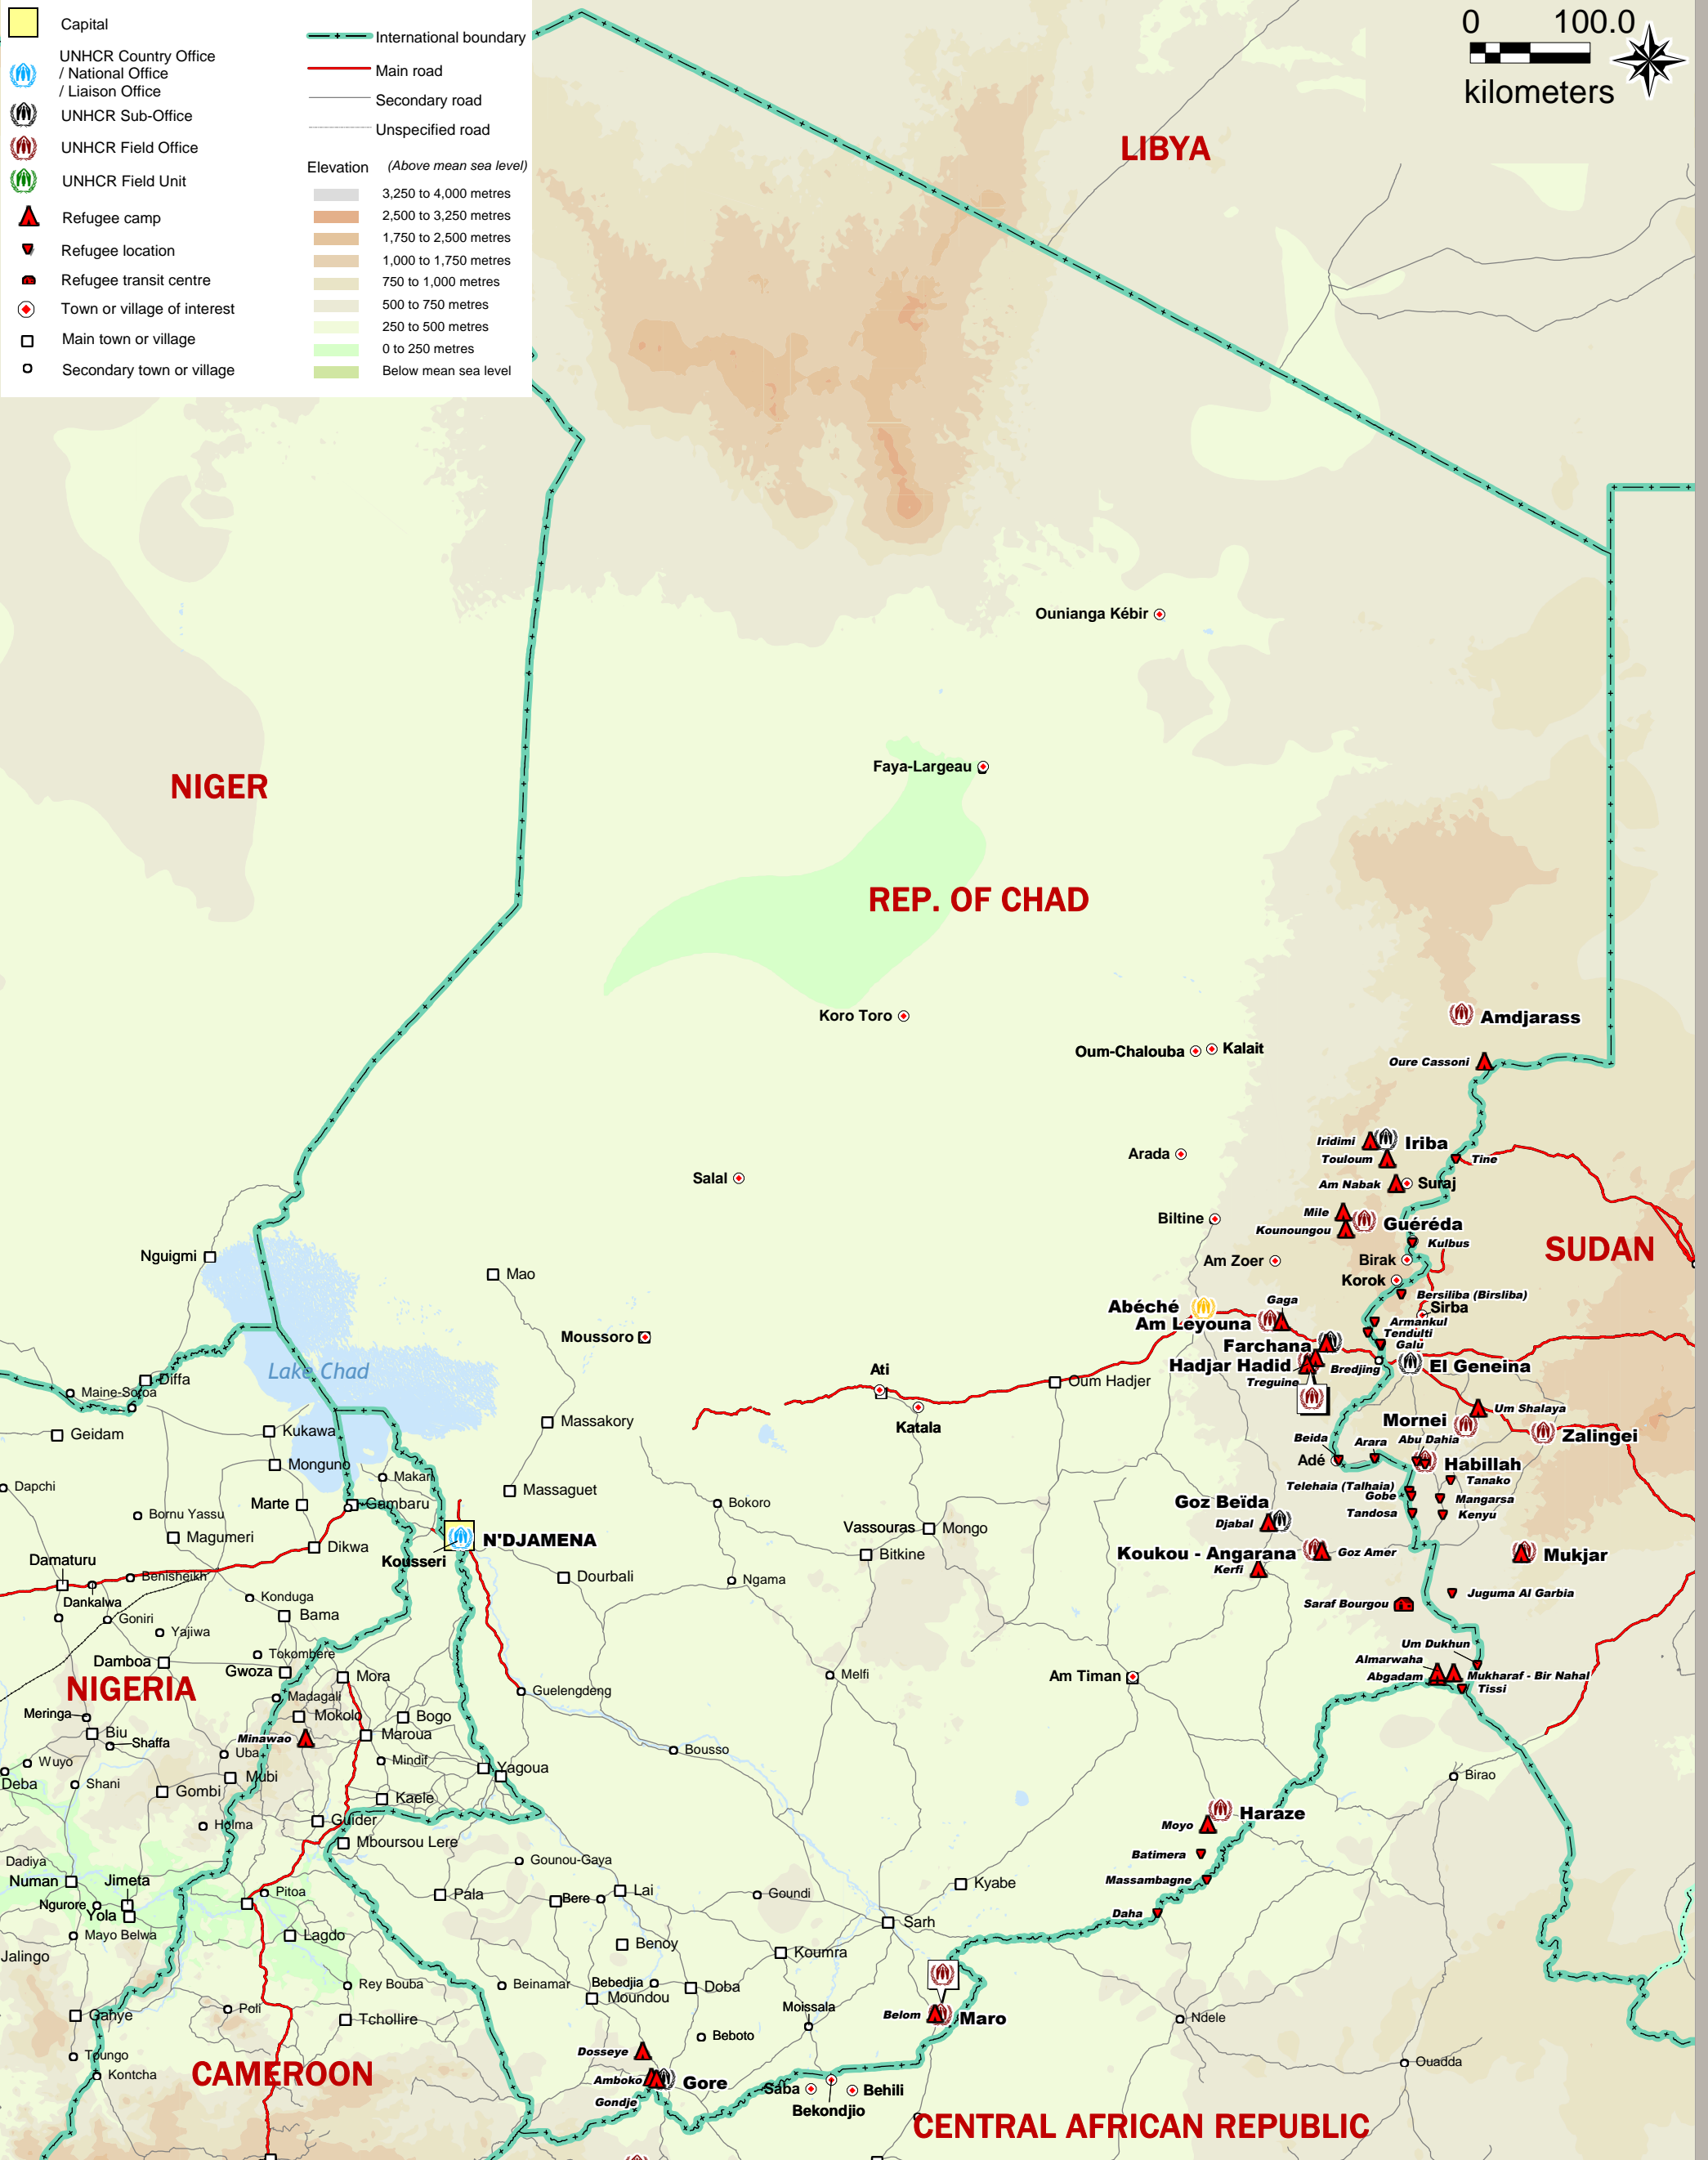 Capital
UNHCR Country Office
/ National Office
/ Liaison Office
UNHCR Sub-Office
UNHCR Field Office
UNHCR Field Unit
Refugee camp
Refugee location
Refugee transit centre
Town or village of interest
Main town or village
Secondary town or village
International boundary
Main road
Secondary road
Unspecified road
Elevation (Above mean sea level)
3,250 to 4,000 metres
2,500 to 3,250 metres
1,750 to 2,500 metres
1,000 to 1,750 metres
750 to 1,000 metres
500 to 750 metres
250 to 500 metres
0 to 250 metres
Below mean sea level
0 100.0
kilometers
LIBYA
Ounianga Kébir
Faya-Largeau
NIGER
REP. OF CHAD
Koro Toro
Amdjarass
Oum-Chalouba
Kalait
Oure Cassoni
Iridimi
Iriba
Touloum
Tine
Arada
Salal
Am Nabak
Suraj
Mile
Biltine
Guéréda
Kounoungou
Kulbus
SUDAN
Nguigmi
Am Zoer
Birak
Mao
Korok
Bersiliba (Birsliba)
Gaga
Abéché
Sirba
Am Leyouna
Armankul
Tendulti
Moussoro
Farchana
Galu
Hadjar Hadid
Bredjing
El Geneina
Treguine
Lake Chad
Ati
Oum Hadjer
Diffa
Maine-Soroa
Um Shalaya
Massakory
Katala
Mornei
Zalingei
Geidam
Kukawa
Beida
Arara
Abu Dahia
Adé
Habillah
Monguno
Makari
Tanako
Telehaia (Talhaia)
Gobe
Mangarsa
Dapchi
Massaguet
Marte
Gambaru
Bokoro
Goz Beïda
Tandosa
Kenyu
Bornu Yassu
Djabal
Vassouras
Mongo
Magumeri
N'DJAMENA
Dikwa
Kousseri
Bitkine
Koukou - Angarana
Goz Amer
Mukjar
Damaturu
Kerfi
Benisheikh
Dourbali
Ngama
Dankalwa
Konduga
Juguma Al Garbia
Saraf Bourgou
Goniri
Bama
Yajiwa
Um Dukhun
Tokombere
Almarwaha
Damboa
Gwoza
Mora
Melfi
Am Timan
Abgadam
Mukharaf - Bir Nahal
NIGERIA
Tissi
Guelengdeng
Madagali
Meringa
Mokolo
Bogo
Biu
Minawao
Maroua
Shaffa
Bousso
Uba
Mindif
Wuyo
Yagoua
Deba
Shani
Mubi
Birao
Gombi
Kaele
Holma
Guider
Haraze
Moyo
Mboursou Lere
Batimera
Dadiya
Gounou-Gaya
Numan
Jimeta
Massambagne
Pitoa
Pala
Bere
Lai
Goundi
Kyabe
Ngurore
Yola
Daha
Sarh
Mayo Belwa
Lagdo
Benoy
Koumra
Jalingo
Rey Bouba
Beinamar
Bebedjia
Doba
Moundou
Poli
Moissala
Ganye
Tchollire
Belom
Maro
Ndele
Beboto
Toungo
Dosseye
Ouadda
Kontcha
CAMEROON
Amboko
Gore
Saba
Behili
Gondje
Bekondjio
CENTRAL AFRICAN REPUBLIC